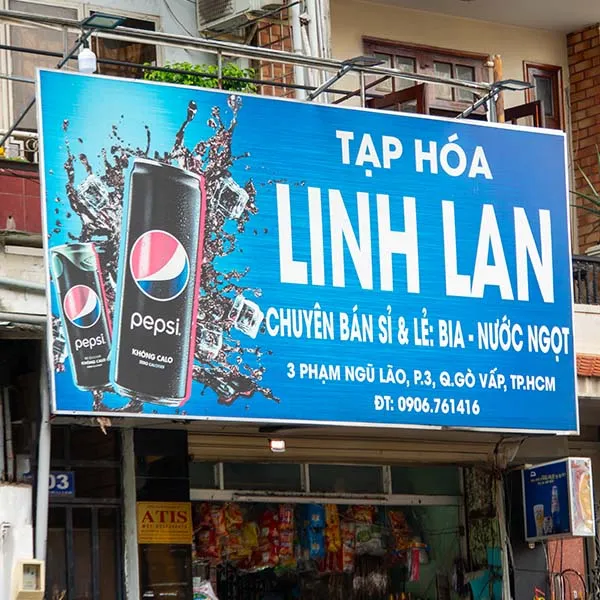 TẠP HÓA
LINH LAN
CHUYÊN BÁN SỈ & LẺ: BIA - NƯỚC NGỌT
3 PHẠM NGŨ LÃO, P.3, Q.GÒ VẤP, TP.HCM
ĐT: 0906.761416
pepsi
KHÔNG CALO
pepsi
03
ATIS